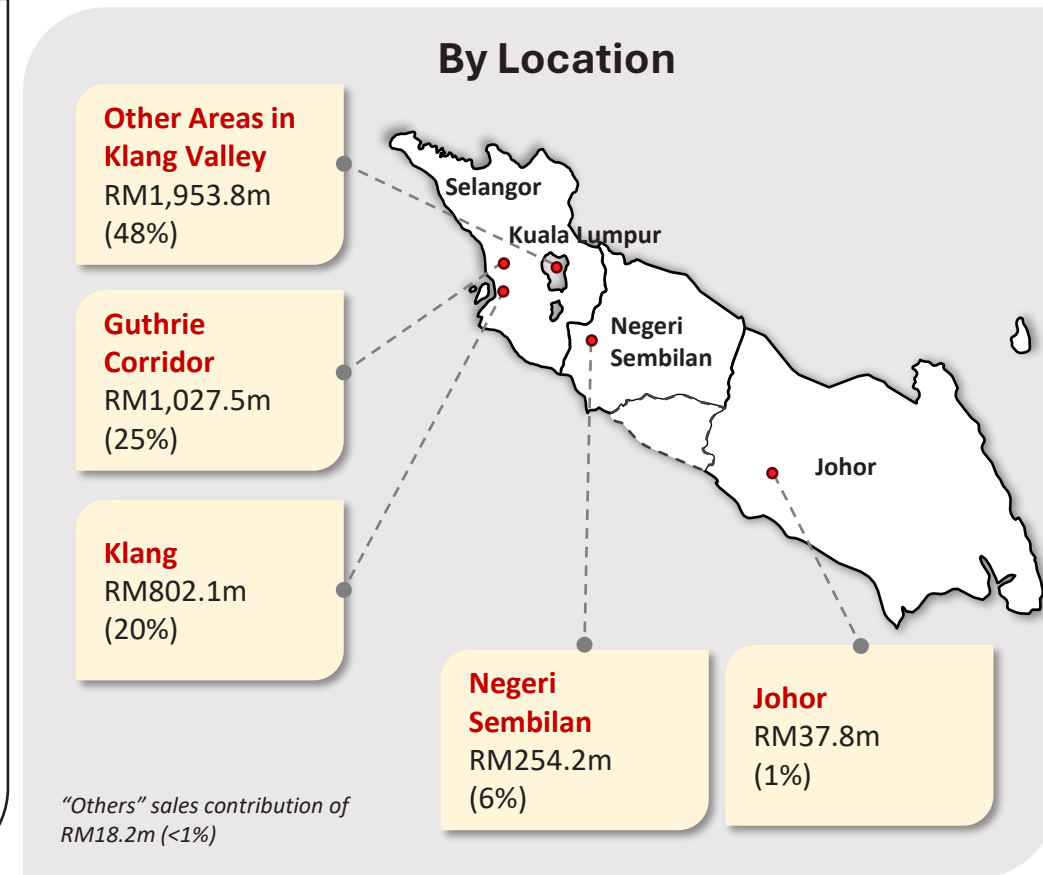 By Location
Other Areas in
Klang Valley
RM1,953.8m
(48%)
Guthrie
Corridor
RM1,027.5m
(25%)
Klang
RM802.1m
(20%)
Selangor
Kuala Lumpur
Negeri
Sembilan
Johor
Negeri
Sembilan
RM254.2m
(6%)
Johor
RM37.8m
(1%)
"Others" sales contribution of
RM18.2m (<1%)